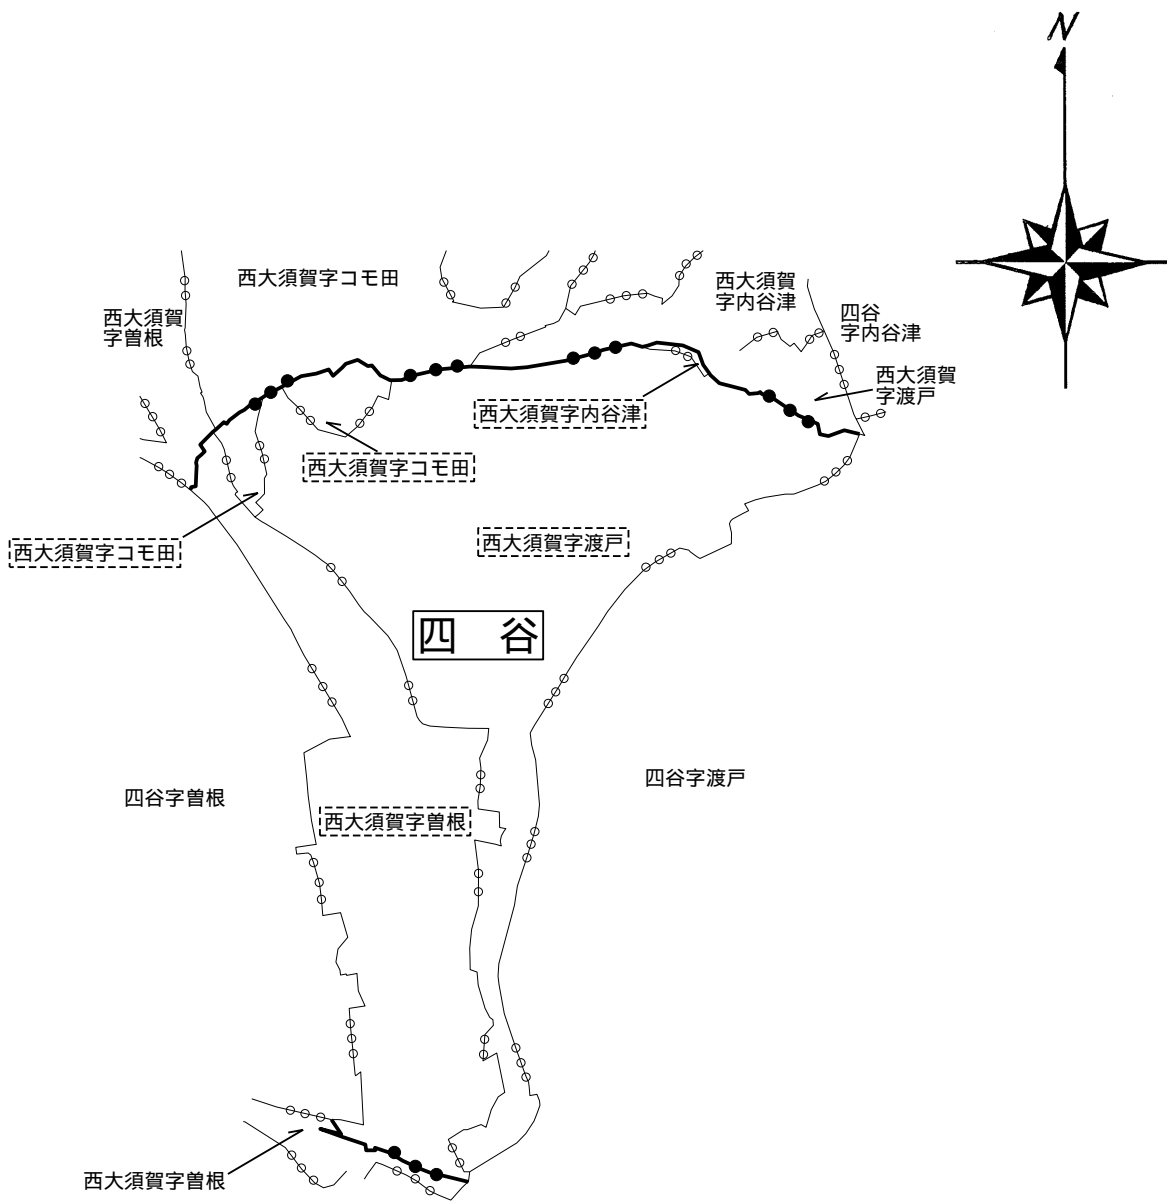 N
西大須賀字コモ田
西大須賀
字内谷津
西大須賀
字曽根
四谷
字内谷津
西大須賀
字渡戸
西大須賀字内谷津
西大須賀字コモ田
西大須賀字コモ田
西大須賀字渡戸
四　谷
四谷字渡戸
四谷字曽根
西大須賀字曽根
西大須賀字曽根